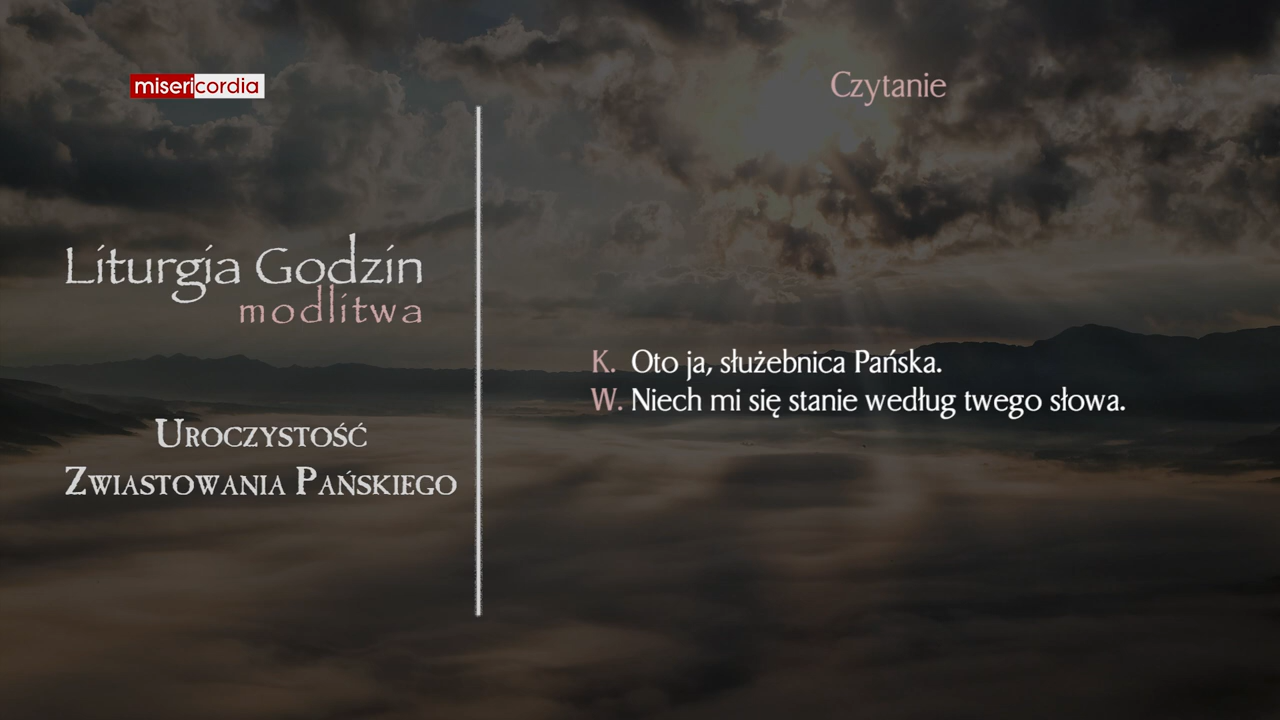 misericordia
Liturgia Godzin
modlitwa
Uroczystość
Zwiastowania Pańskiego
Czytanie
K. Oto ja, służebnica Pańska.
W. Niech mi się stanie według twego słowa.